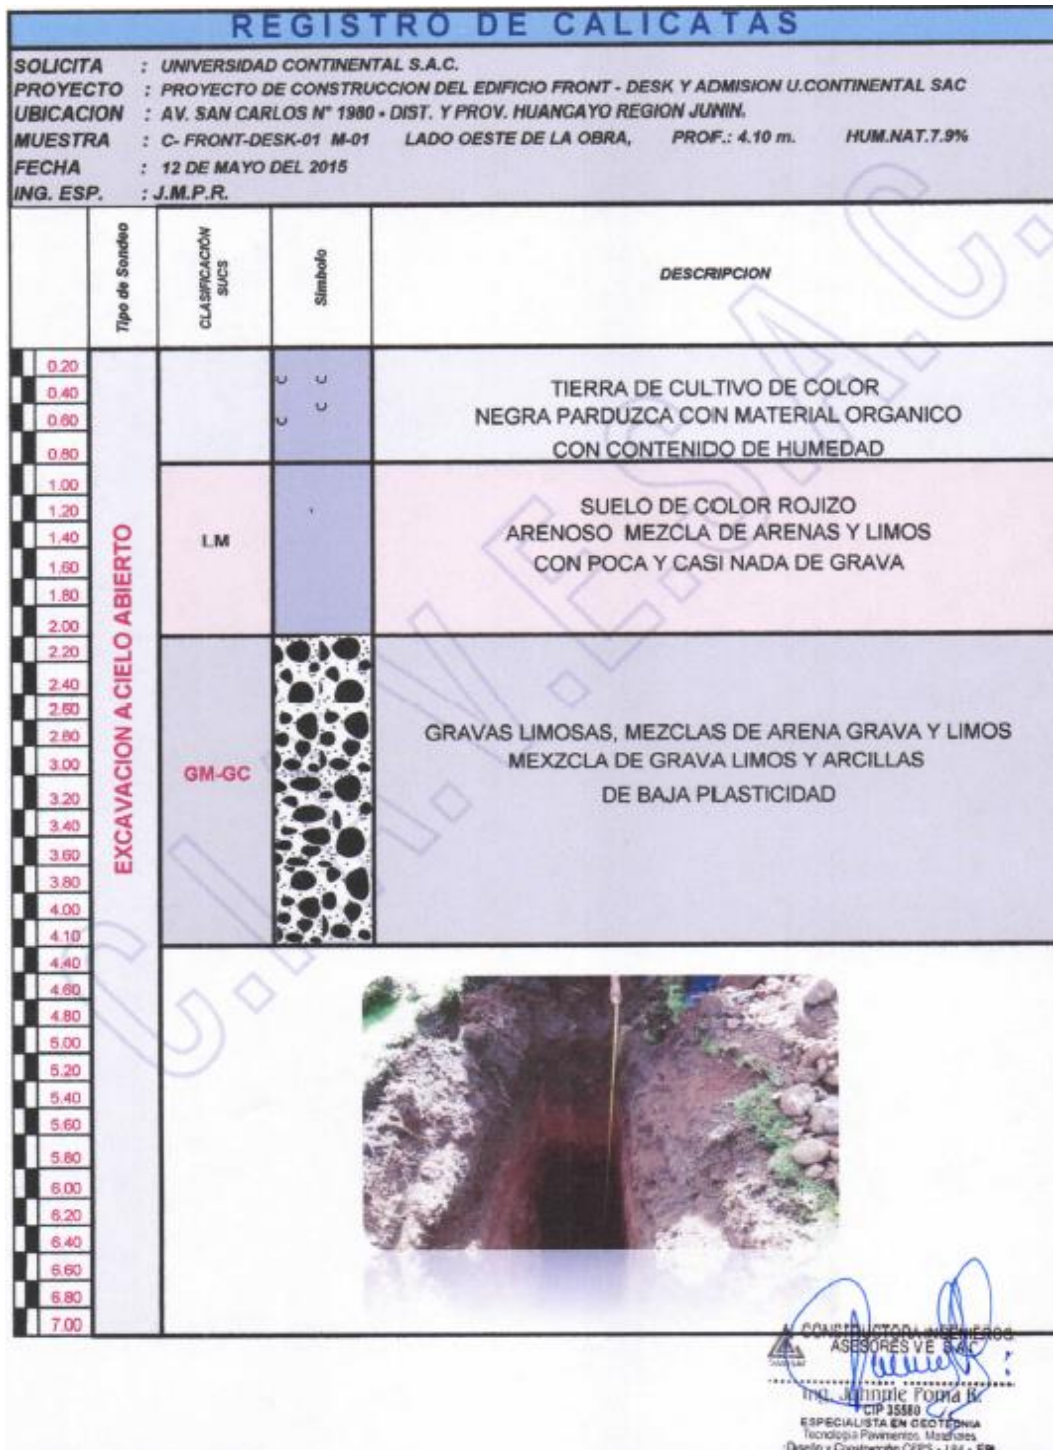 REGISTRO DE CALICATAS
SOLICITA : UNIVERSIDAD CONTINENTAL S.A.C.
PROYECTO : PROYECTO DE CONSTRUCCION DEL EDIFICIO FRONT - DESK Y ADMISION U.CONTINENTAL SAC
UBICACION : AV. SAN CARLOS N° 1980 - DIST. Y PROV. HUANCAYO REGION JUNIN.
MUESTRA : C- FRONT-DESK-01 M-01 LADO OESTE DE LA OBRA, PROF.: 4.10 m. HUM.NAT.7.9%
FECHA : 12 DE MAYO DEL 2015
ING. ESP. : J.M.P.R.
Tipo de Sondeo
CLASIFICACIÓN
SUCS
Simbolo
DESCRIPCION
0.20
0.40
0.60
0.80
1.00
1.20
1.40
1.60
1.80
2.00
2.20
2.40
2.60
2.80
3.00
3.20
3.40
3.60
3.80
4.00
4.10
4.40
4.60
4.80
5.00
5.20
5.40
5.60
5.80
6.00
6.20
6.40
6.60
6.80
7.00
EXCAVACION A CIELO ABIERTO
TIERRA DE CULTIVO DE COLOR
NEGRA PARDUZCA CON MATERIAL ORGANICO
CON CONTENIDO DE HUMEDAD
LM
SUELO DE COLOR ROJIZO
ARENOSO MEZCLA DE ARENAS Y LIMOS
CON POCA Y CASI NADA DE GRAVA
GM-GC
GRAVAS LIMOSAS, MEZCLAS DE ARENA GRAVA Y LIMOS
MEXZCLA DE GRAVA LIMOS Y ARCILLAS
DE BAJA PLASTICIDAD
C.I.A.V.E.S.A.C.
CONSTRUCTORA INGENIEROS
ASESORES VE S.A.C
Ing. Johnnie Poma R.
CIP 35580
ESPECIALISTA EN GEOTECNIA
Tecnologia Pavimentos, Materiales